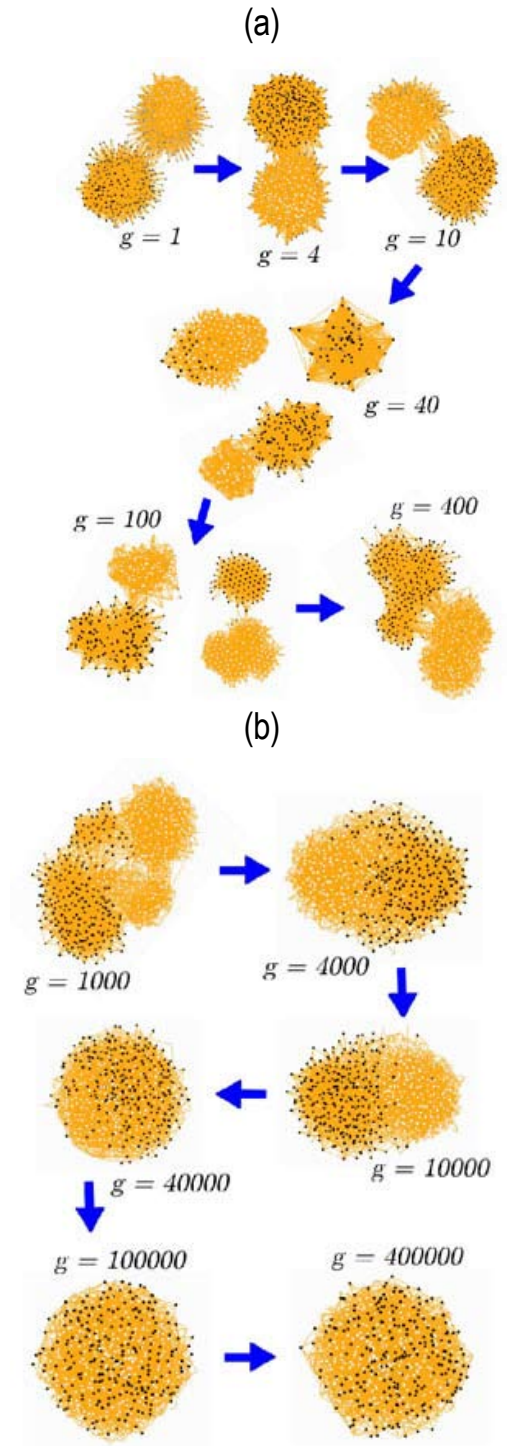 (a)
g = 1
g = 4
g = 10
g = 40
g = 100
g = 400
(b)
g = 1000
g = 4000
g = 10000
g = 40000
g = 100000
g = 400000